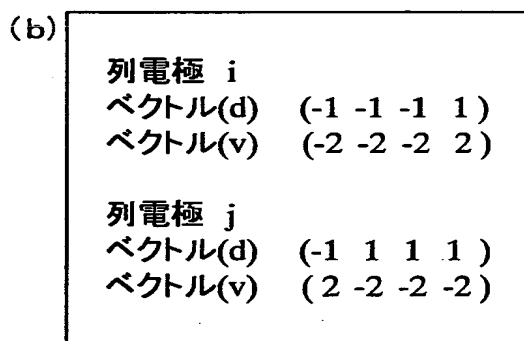 (b)
列電極 i
ベクトル(d) (-1 -1 -1 1)
ベクトル(v) (-2 -2 -2 2)
列電極 j
ベクトル(d) (-1 1 1 1)
ベクトル(v) (2 -2 -2 -2)